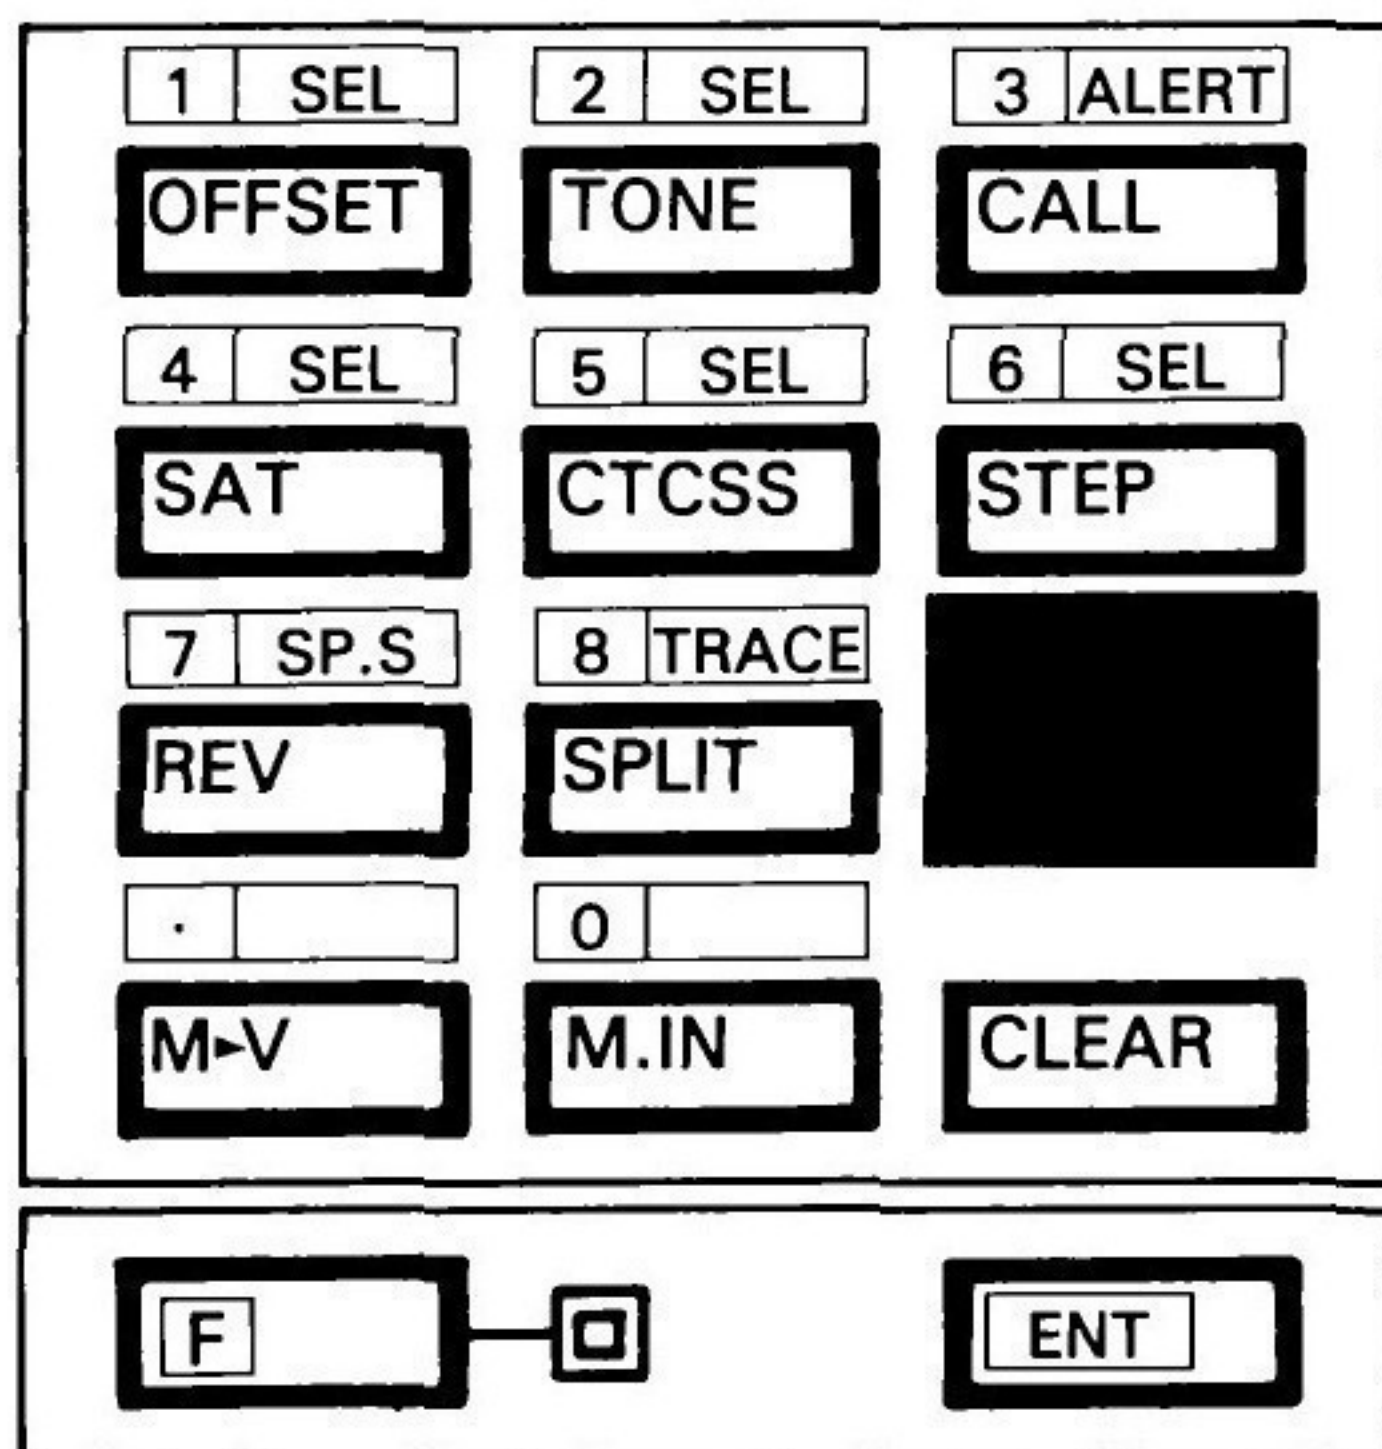 1 SEL 2 SEL 3 ALERT
OFFSET TONE CALL
4 SEL 5 SEL 6 SEL
SAT CTCSS STEP
7 SP.S 8 TRACE
REV SPLIT
· 0
M►V M.IN CLEAR
F ENT